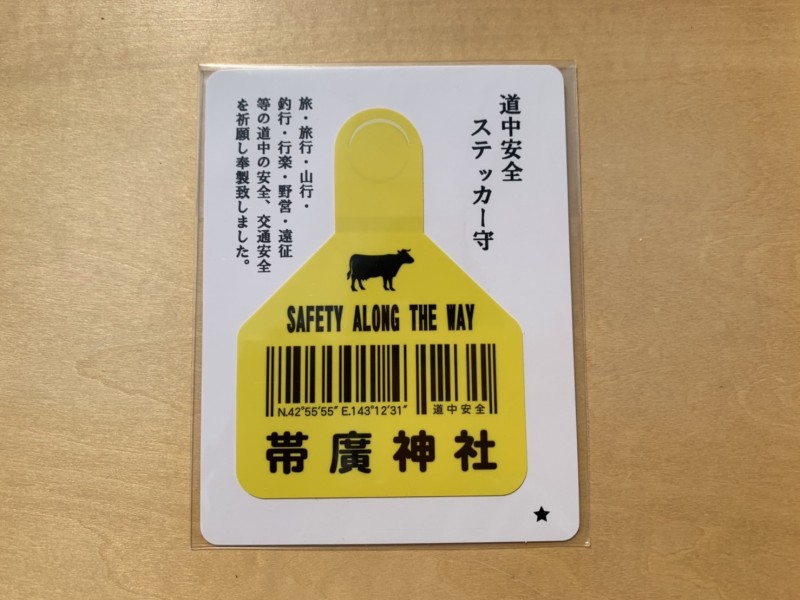 道中安全
ステッカー守
旅・旅行・山行・
釣行・行楽・野営・遠征
等の道中の安全、交通安全
を祈願し奉製致しました。
SAFETY ALONG THE WAY
N.42°55′55″ E.143°12′31″
道中安全
帯廣神社